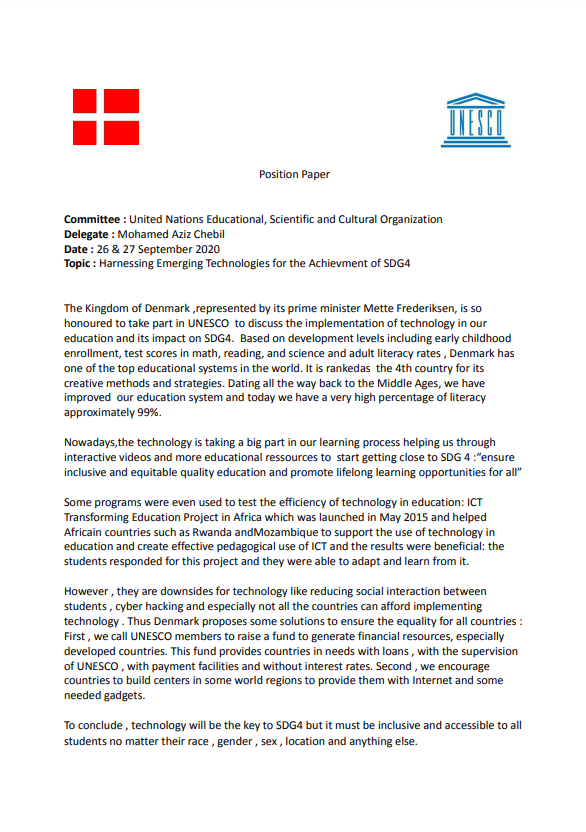 UNESCO
Position Paper
Committee : United Nations Educational, Scientific and Cultural Organization
Delegate : Mohamed Aziz Chebil
Date : 26 & 27 September 2020
Topic : Harnessing Emerging Technologies for the Achievment of SDG4
The Kingdom of Denmark ,represented by its prime minister Mette Frederiksen, is so
honoured to take part in UNESCO  to discuss the implementation of technology in our
education and its impact on SDG4.  Based on development levels including early childhood
enrollment, test scores in math, reading, and science and adult literacy rates , Denmark has
one of the top educational systems in the world. It is rankedas  the 4th country for its
creative methods and strategies. Dating all the way back to the Middle Ages, we have
improved  our education system and today we have a very high percentage of literacy
approximately 99%.
Nowadays,the technology is taking a big part in our learning process helping us through
interactive videos and more educational ressources to  start getting close to SDG 4 :“ensure
inclusive and equitable quality education and promote lifelong learning opportunities for all”
Some programs were even used to test the efficiency of technology in education: ICT
Transforming Education Project in Africa which was launched in May 2015 and helped
Africain countries such as Rwanda andMozambique to support the use of technology in
education and create effective pedagogical use of ICT and the results were beneficial: the
students responded for this project and they were able to adapt and learn from it.
However , they are downsides for technology like reducing social interaction between
students , cyber hacking and especially not all the countries can afford implementing
technology . Thus Denmark proposes some solutions to ensure the equality for all countries :
First , we call UNESCO members to raise a fund to generate financial resources, especially
developed countries. This fund provides countries in needs with loans , with the supervision
of UNESCO , with payment facilities and without interest rates. Second , we encourage
countries to build centers in some world regions to provide them with Internet and some
needed gadgets.
To conclude , technology will be the key to SDG4 but it must be inclusive and accessible to all
students no matter their race , gender , sex , location and anything else.